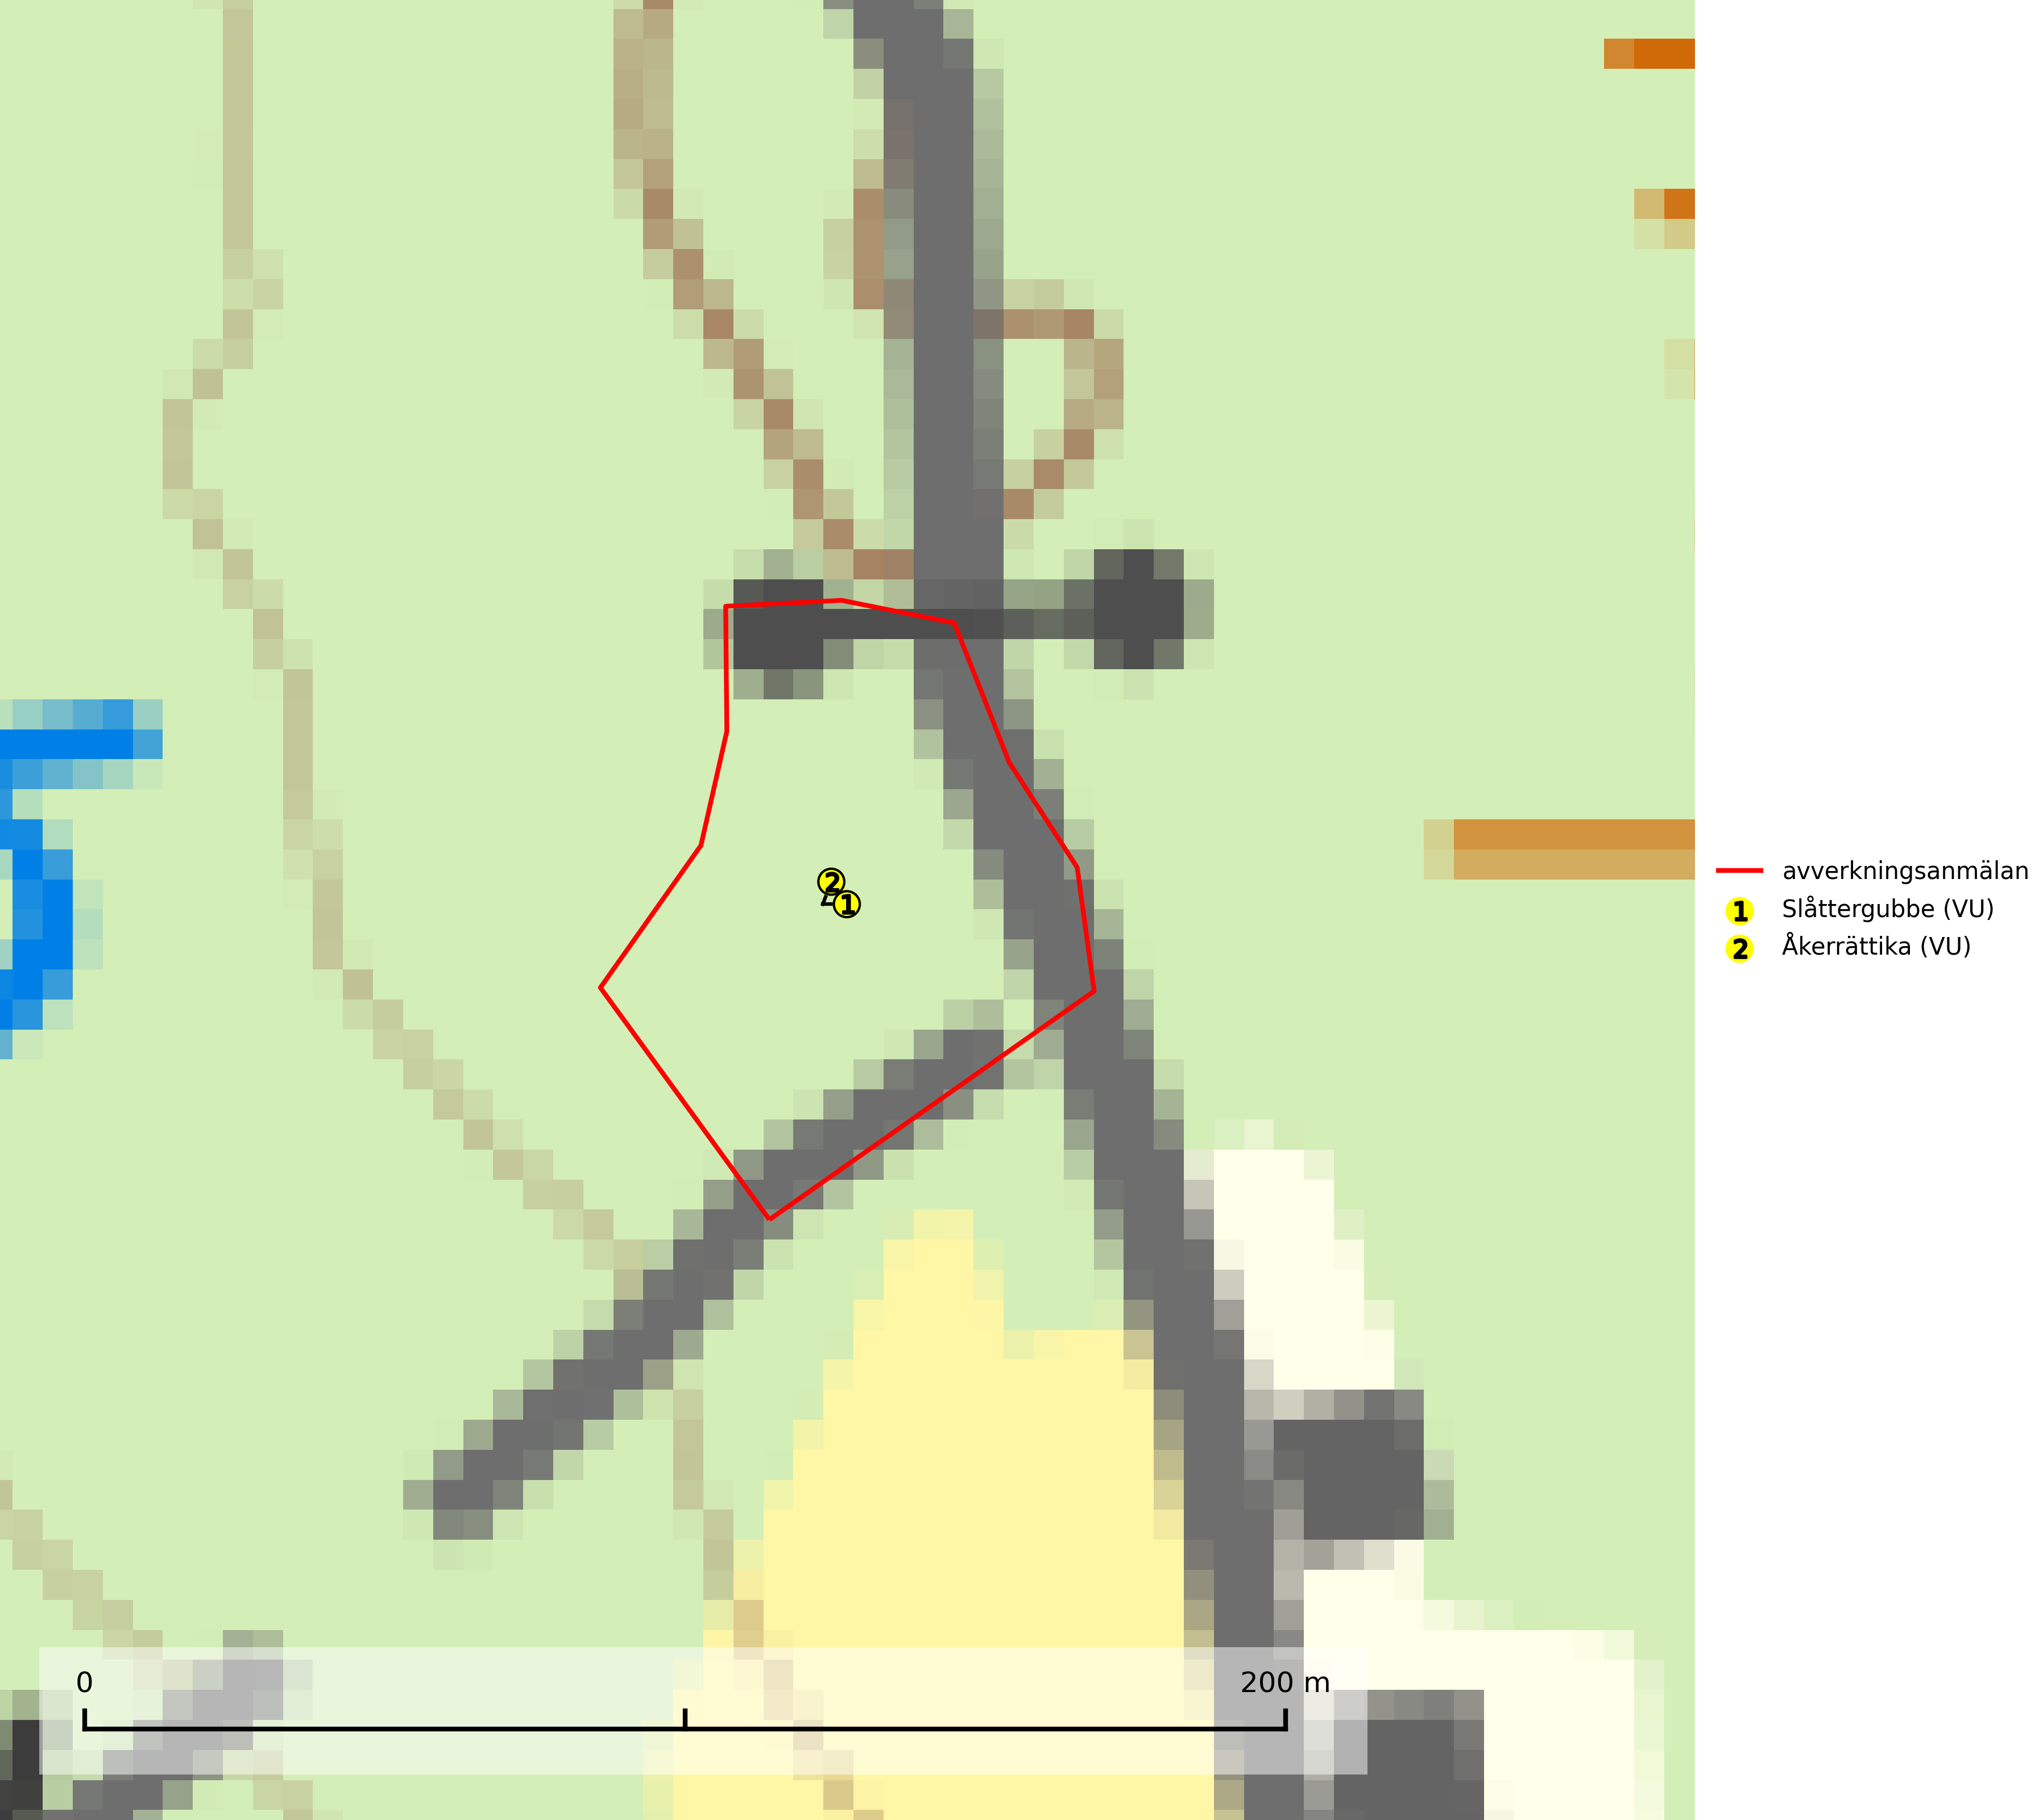 2
1
avverkningsanmälan
1 Slåttergubbe (VU)
2 Åkerrättika (VU)
0 200 m